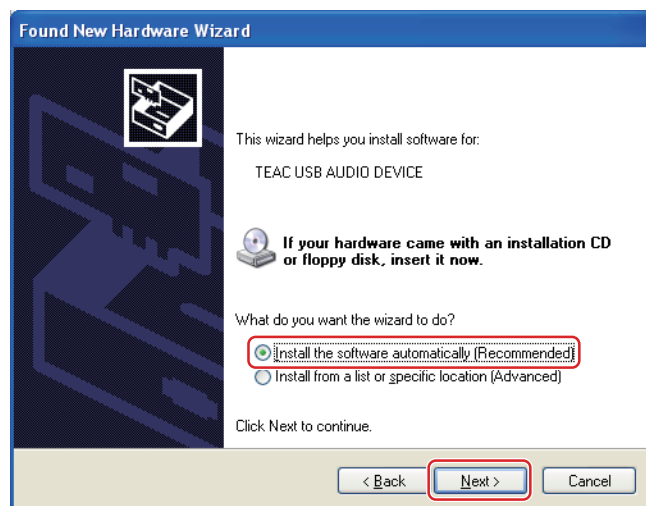 Found New Hardware Wizard
This wizard helps you install software for:
TEAC USB AUDIO DEVICE
If your hardware came with an installation CD
or floppy disk, insert it now.
What do you want the wizard to do?
Install the software automatically (Recommended)
Install from a list or specific location (Advanced)
Click Next to continue.
< Back Next > Cancel